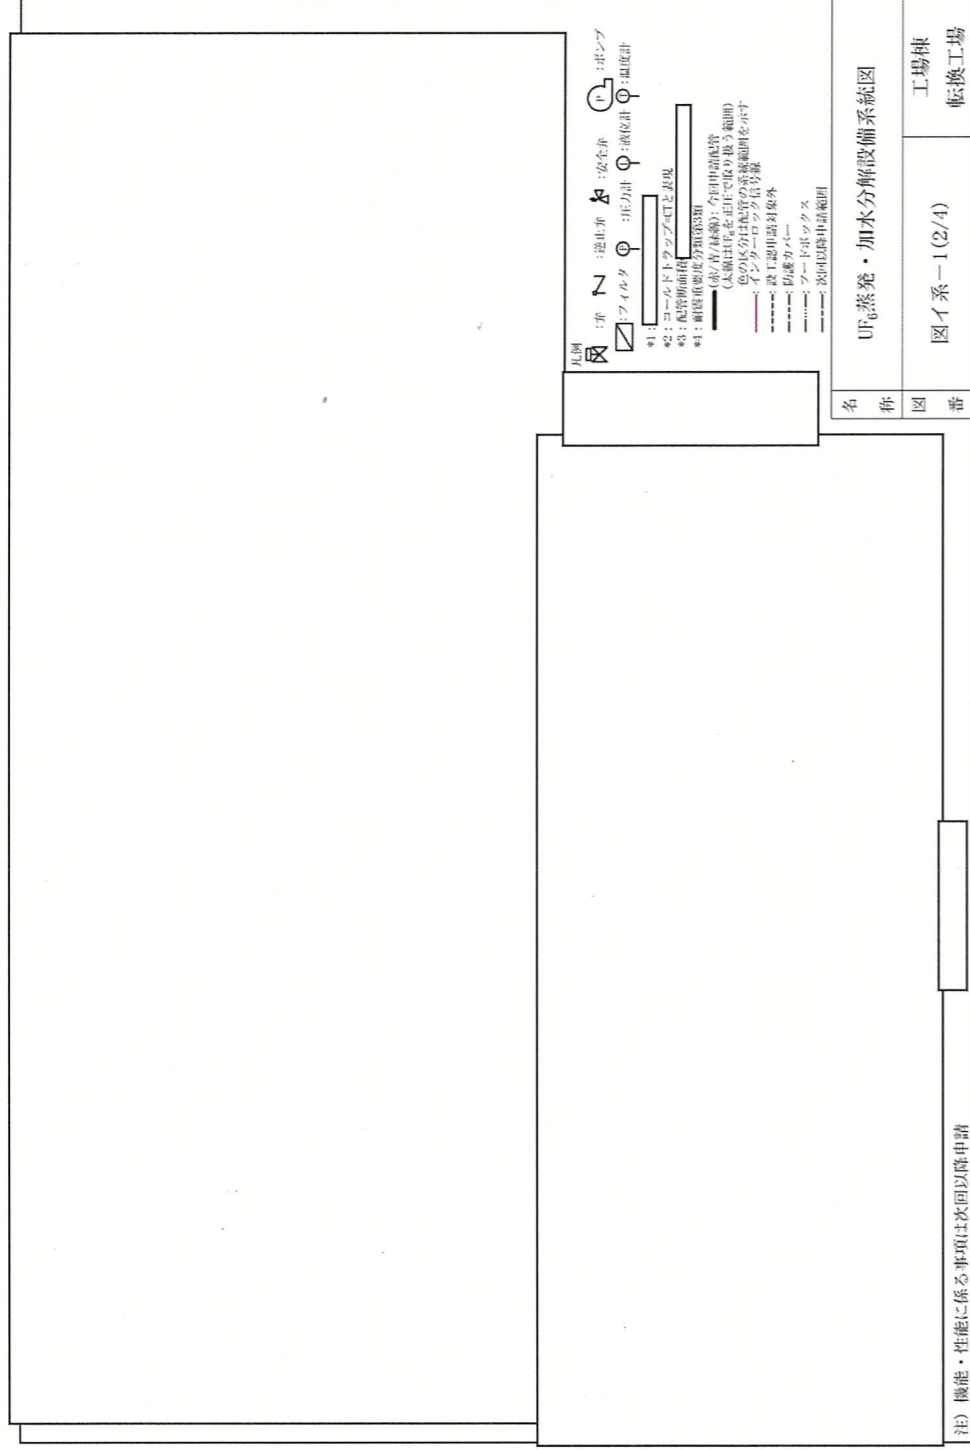 凡例
:弁 :逆止弁 :安全弁 P :ポンプ
:フィルタ P :圧力計 L :液位計 T :温度計
*1:
*2:コールドトラップ=CTと表現
*3:配管断面積
*4:耐震重要度分類第3類
(赤/青/緑線):今回申請配管
(太線はUF₆を正圧で取り扱う範囲)
色の区分は配管の系統範囲を示す
:インターロック信号線
:設工認申請対象外
:防護カバー
:フードボックス
:次回以降申請範囲
名称 UF₆蒸発・加水分解設備系統図
図番 図イ系-1(2/4) 工場棟 転換工場
注) 機能・性能に係る事項は次回以降申請